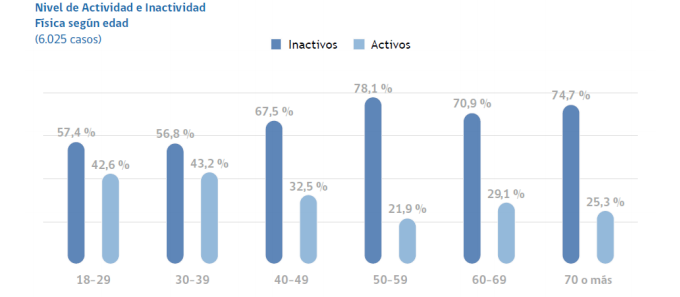 Nivel de Actividad e Inactividad
Física según edad
(6.025 casos)
Inactivos Activos
57,4 % 42,6 % 56,8 % 43,2 % 67,5 % 32,5 % 78,1 % 21,9 % 70,9 % 29,1 % 74,7 % 25,3 %
18-29 30-39 40-49 50-59 60-69 70 o más